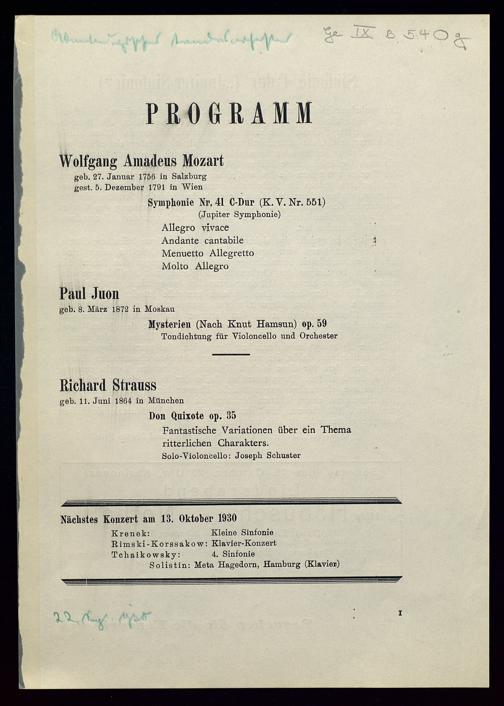 Ge IX B 540 g
PROGRAMM
Wolfgang Amadeus Mozart
geb. 27. Januar 1756 in Salzburg
gest. 5. Dezember 1791 in Wien
Symphonie Nr. 41 C-Dur (K. V. Nr. 551)
(Jupiter Symphonie)
Allegro vivace
Andante cantabile
Menuetto Allegretto
Molto Allegro
Paul Juon
geb. 8. März 1872 in Moskau
Mysterien (Nach Knut Hamsun) op. 59
Tondichtung für Violoncello und Orchester
Richard Strauss
geb. 11. Juni 1864 in München
Don Quixote op. 35
Fantastische Variationen über ein Thema
ritterlichen Charakters.
Solo-Violoncello: Joseph Schuster
Nächstes Konzert am 13. Oktober 1930
Krenek: Kleine Sinfonie
Rimski-Korssakow: Klavier-Konzert
Tchaikowsky: 4. Sinfonie
Solistin: Meta Hagedorn, Hamburg (Klavier)
1